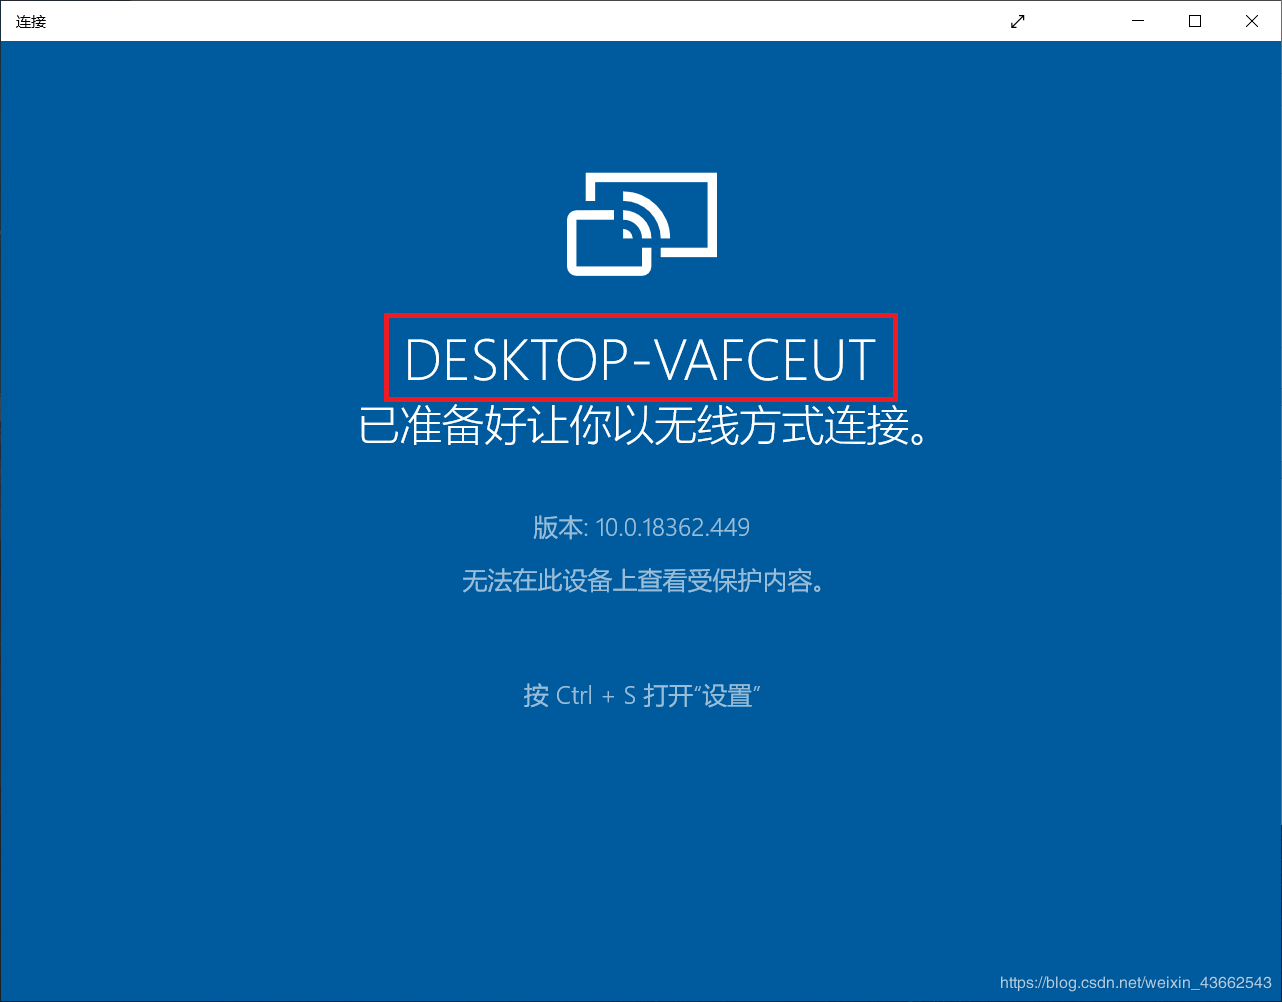 连接
DESKTOP-VAFCEUT
已准备好让你以无线方式连接。
版本: 10.0.18362.449
无法在此设备上查看受保护内容。
按 Ctrl + S 打开“设置”
https://blog.csdn.net/weixin_43662543